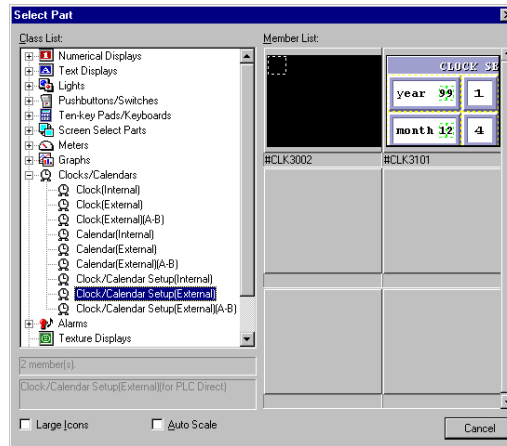 Select Part
Class List:
Member List:
Numerical Displays
Text Displays
Lights
Pushbuttons/Switches
Ten-key Pads/Keyboards
Screen Select Parts
Meters
Graphs
Clocks/Calendars
Clock(Internal)
Clock(External)
Clock(External)(A-B)
Calendar(Internal)
Calendar(External)
Calendar(External)(A-B)
Clock/Calendar Setup(Internal)
Clock/Calendar Setup(External)
Clock/Calendar Setup(External)(A-B)
Alarms
Texture Displays
CLOCK SE
year 99 1
month 12 4
#CLK3002
#CLK3101
2 member(s).
Clock/Calendar Setup(External)(for PLC Direct)
Large Icons
Auto Scale
Cancel